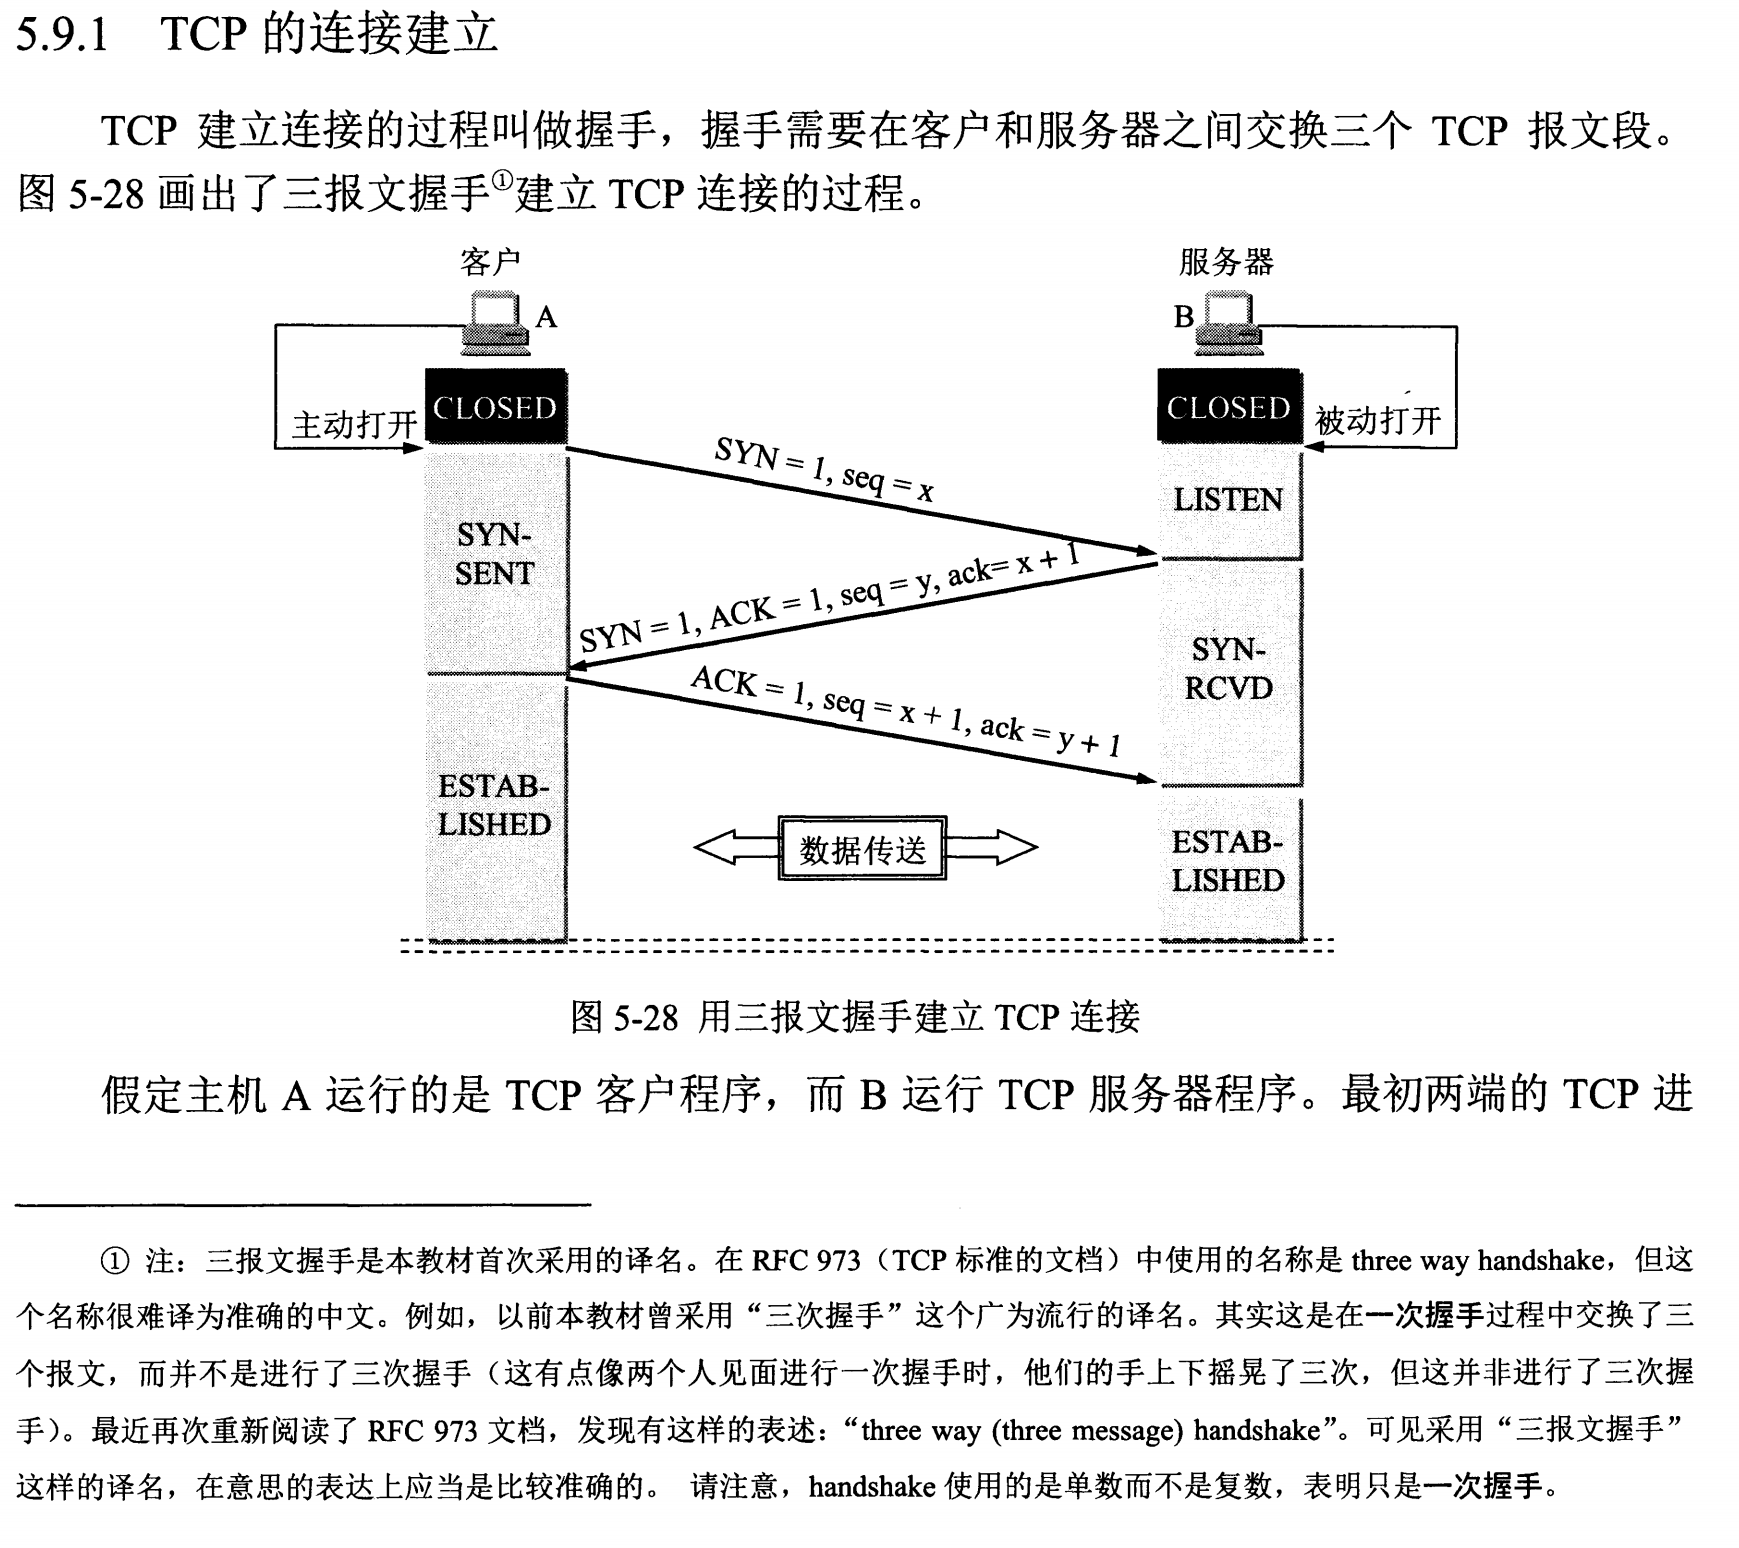 5.9.1 TCP 的连接建立
TCP 建立连接的过程叫做握手，握手需要在客户和服务器之间交换三个 TCP 报文段。
图 5-28 画出了三报文握手①建立 TCP 连接的过程。
客户
服务器
A
B
CLOSED
CLOSED
主动打开
被动打开
SYN = 1, seq = x
LISTEN
SYN-
SENT
SYN = 1, ACK = 1, seq = y, ack= x + 1
SYN-
RCVD
ACK = 1, seq = x + 1, ack = y + 1
ESTAB-
LISHED
数据传送
ESTAB-
LISHED
图 5-28 用三报文握手建立 TCP 连接
假定主机 A 运行的是 TCP 客户程序，而 B 运行 TCP 服务器程序。最初两端的 TCP 进
① 注：三报文握手是本教材首次采用的译名。在 RFC 973（TCP 标准的文档）中使用的名称是 three way handshake，但这
个名称很难译为准确的中文。例如，以前本教材曾采用“三次握手”这个广为流行的译名。其实这是在一次握手过程中交换了三
个报文，而并不是进行了三次握手（这有点像两个人见面进行一次握手时，他们的手上下摇晃了三次，但这并非进行了三次握
手）。最近再次重新阅读了 RFC 973 文档，发现有这样的表述：“three way (three message) handshake”。可见采用“三报文握手”
这样的译名，在意思的表达上应当是比较准确的。 请注意，handshake 使用的是单数而不是复数，表明只是一次握手。